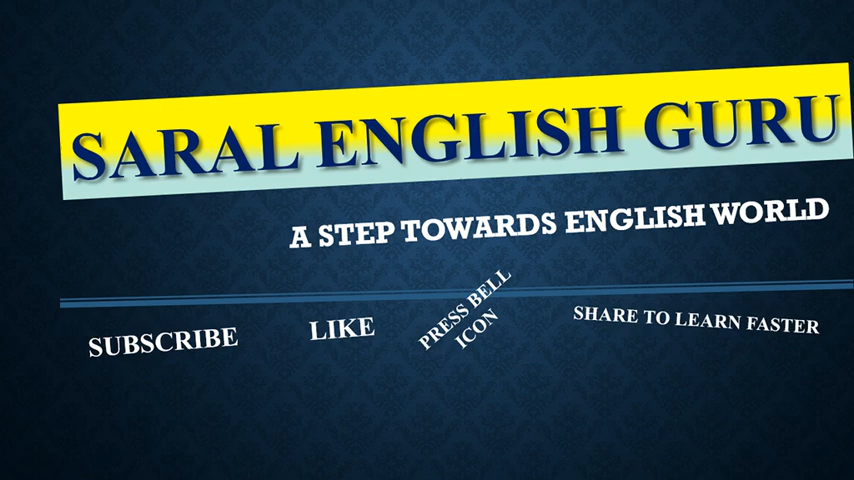 SARAL ENGLISH GURU
A STEP TOWARDS ENGLISH WORLD
SUBSCRIBE
LIKE
PRESS BELL
ICON
SHARE TO LEARN FASTER